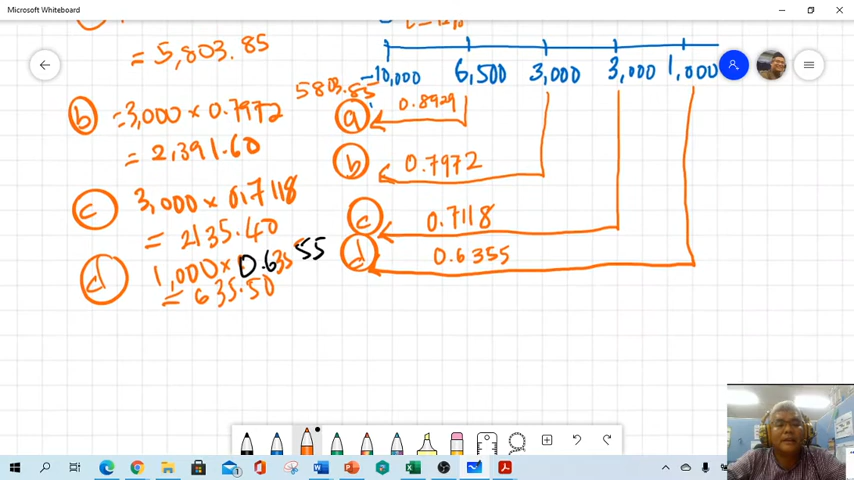 Microsoft Whiteboard
= 5,803.85
-10,000 6,500 3,000 3,000 1,000
5803.85
a 0.8929
b = 3,000 x 0.7972
= 2,391.60
b 0.7972
c 3,000 x 0.7118
= 2135.40
c 0.7118
d 1,000 x 0.6355
= 635.50
d 0.6355